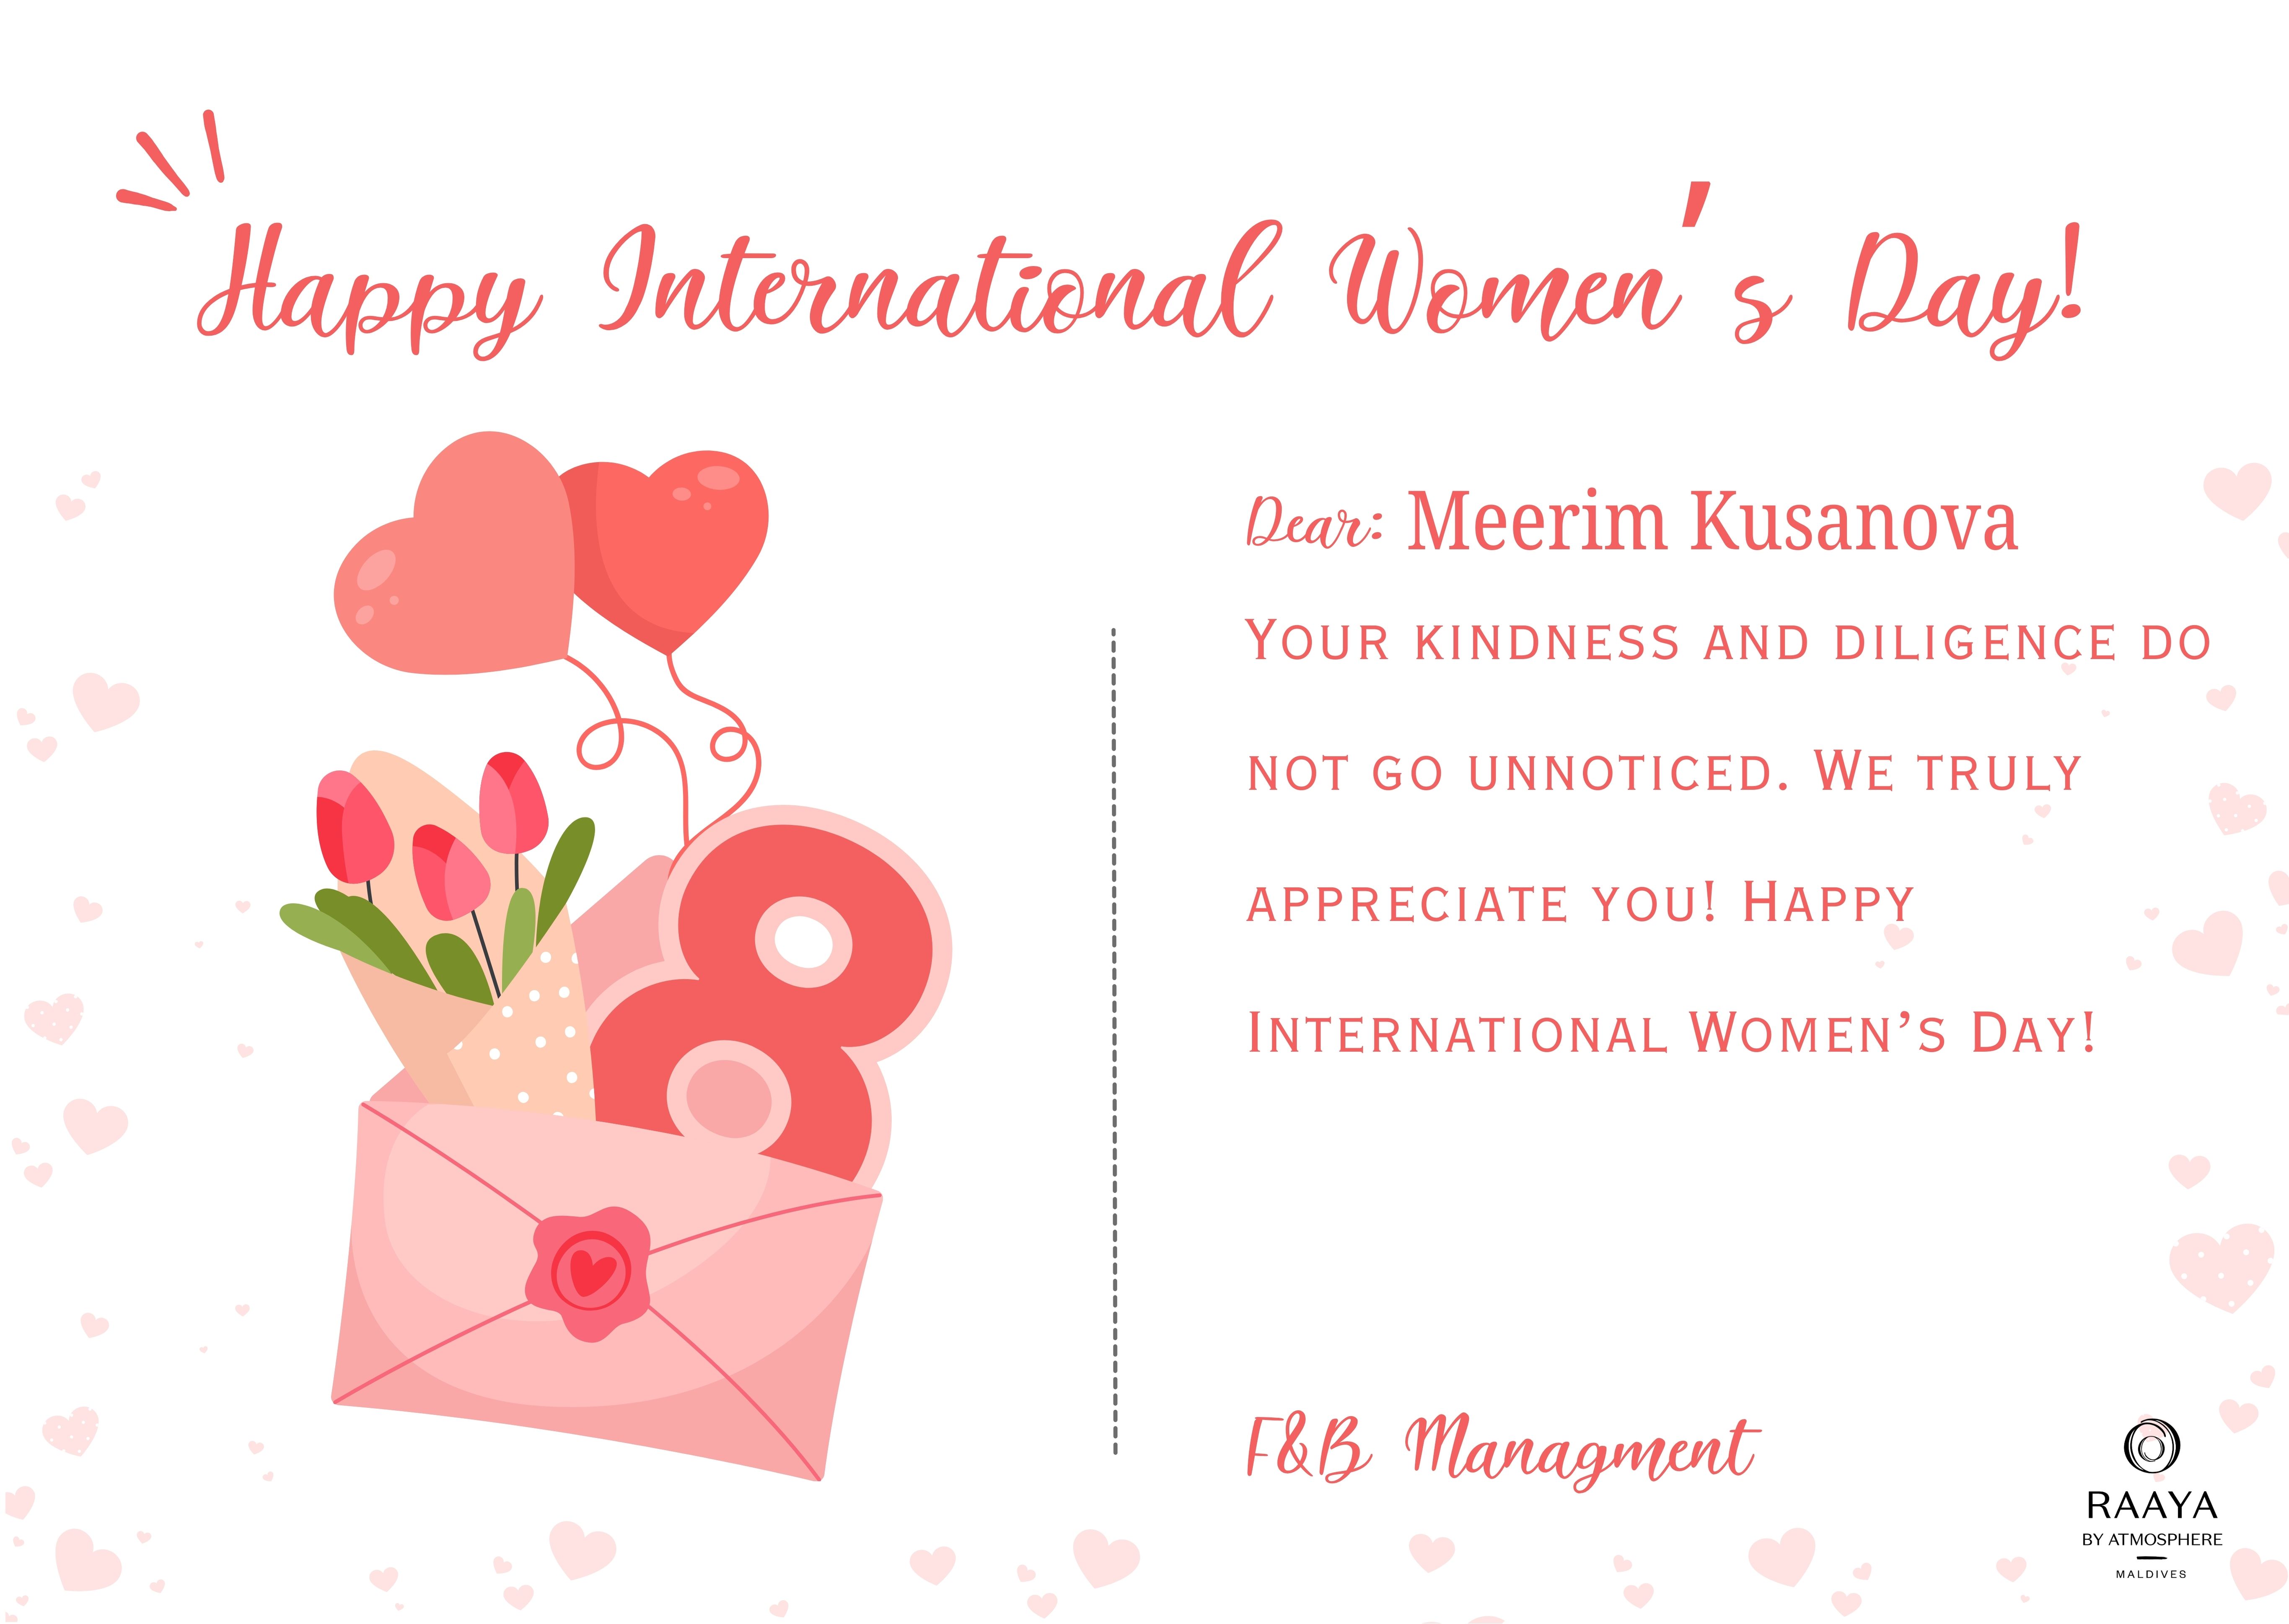 Happy International Women's Day!
Dear: Meerim Kusanova
Your kindness and diligence do
not go unnoticed. We truly
appreciate you! Happy
International Women's Day!
F&B Managment
RAAYA
BY ATMOSPHERE
MALDIVES